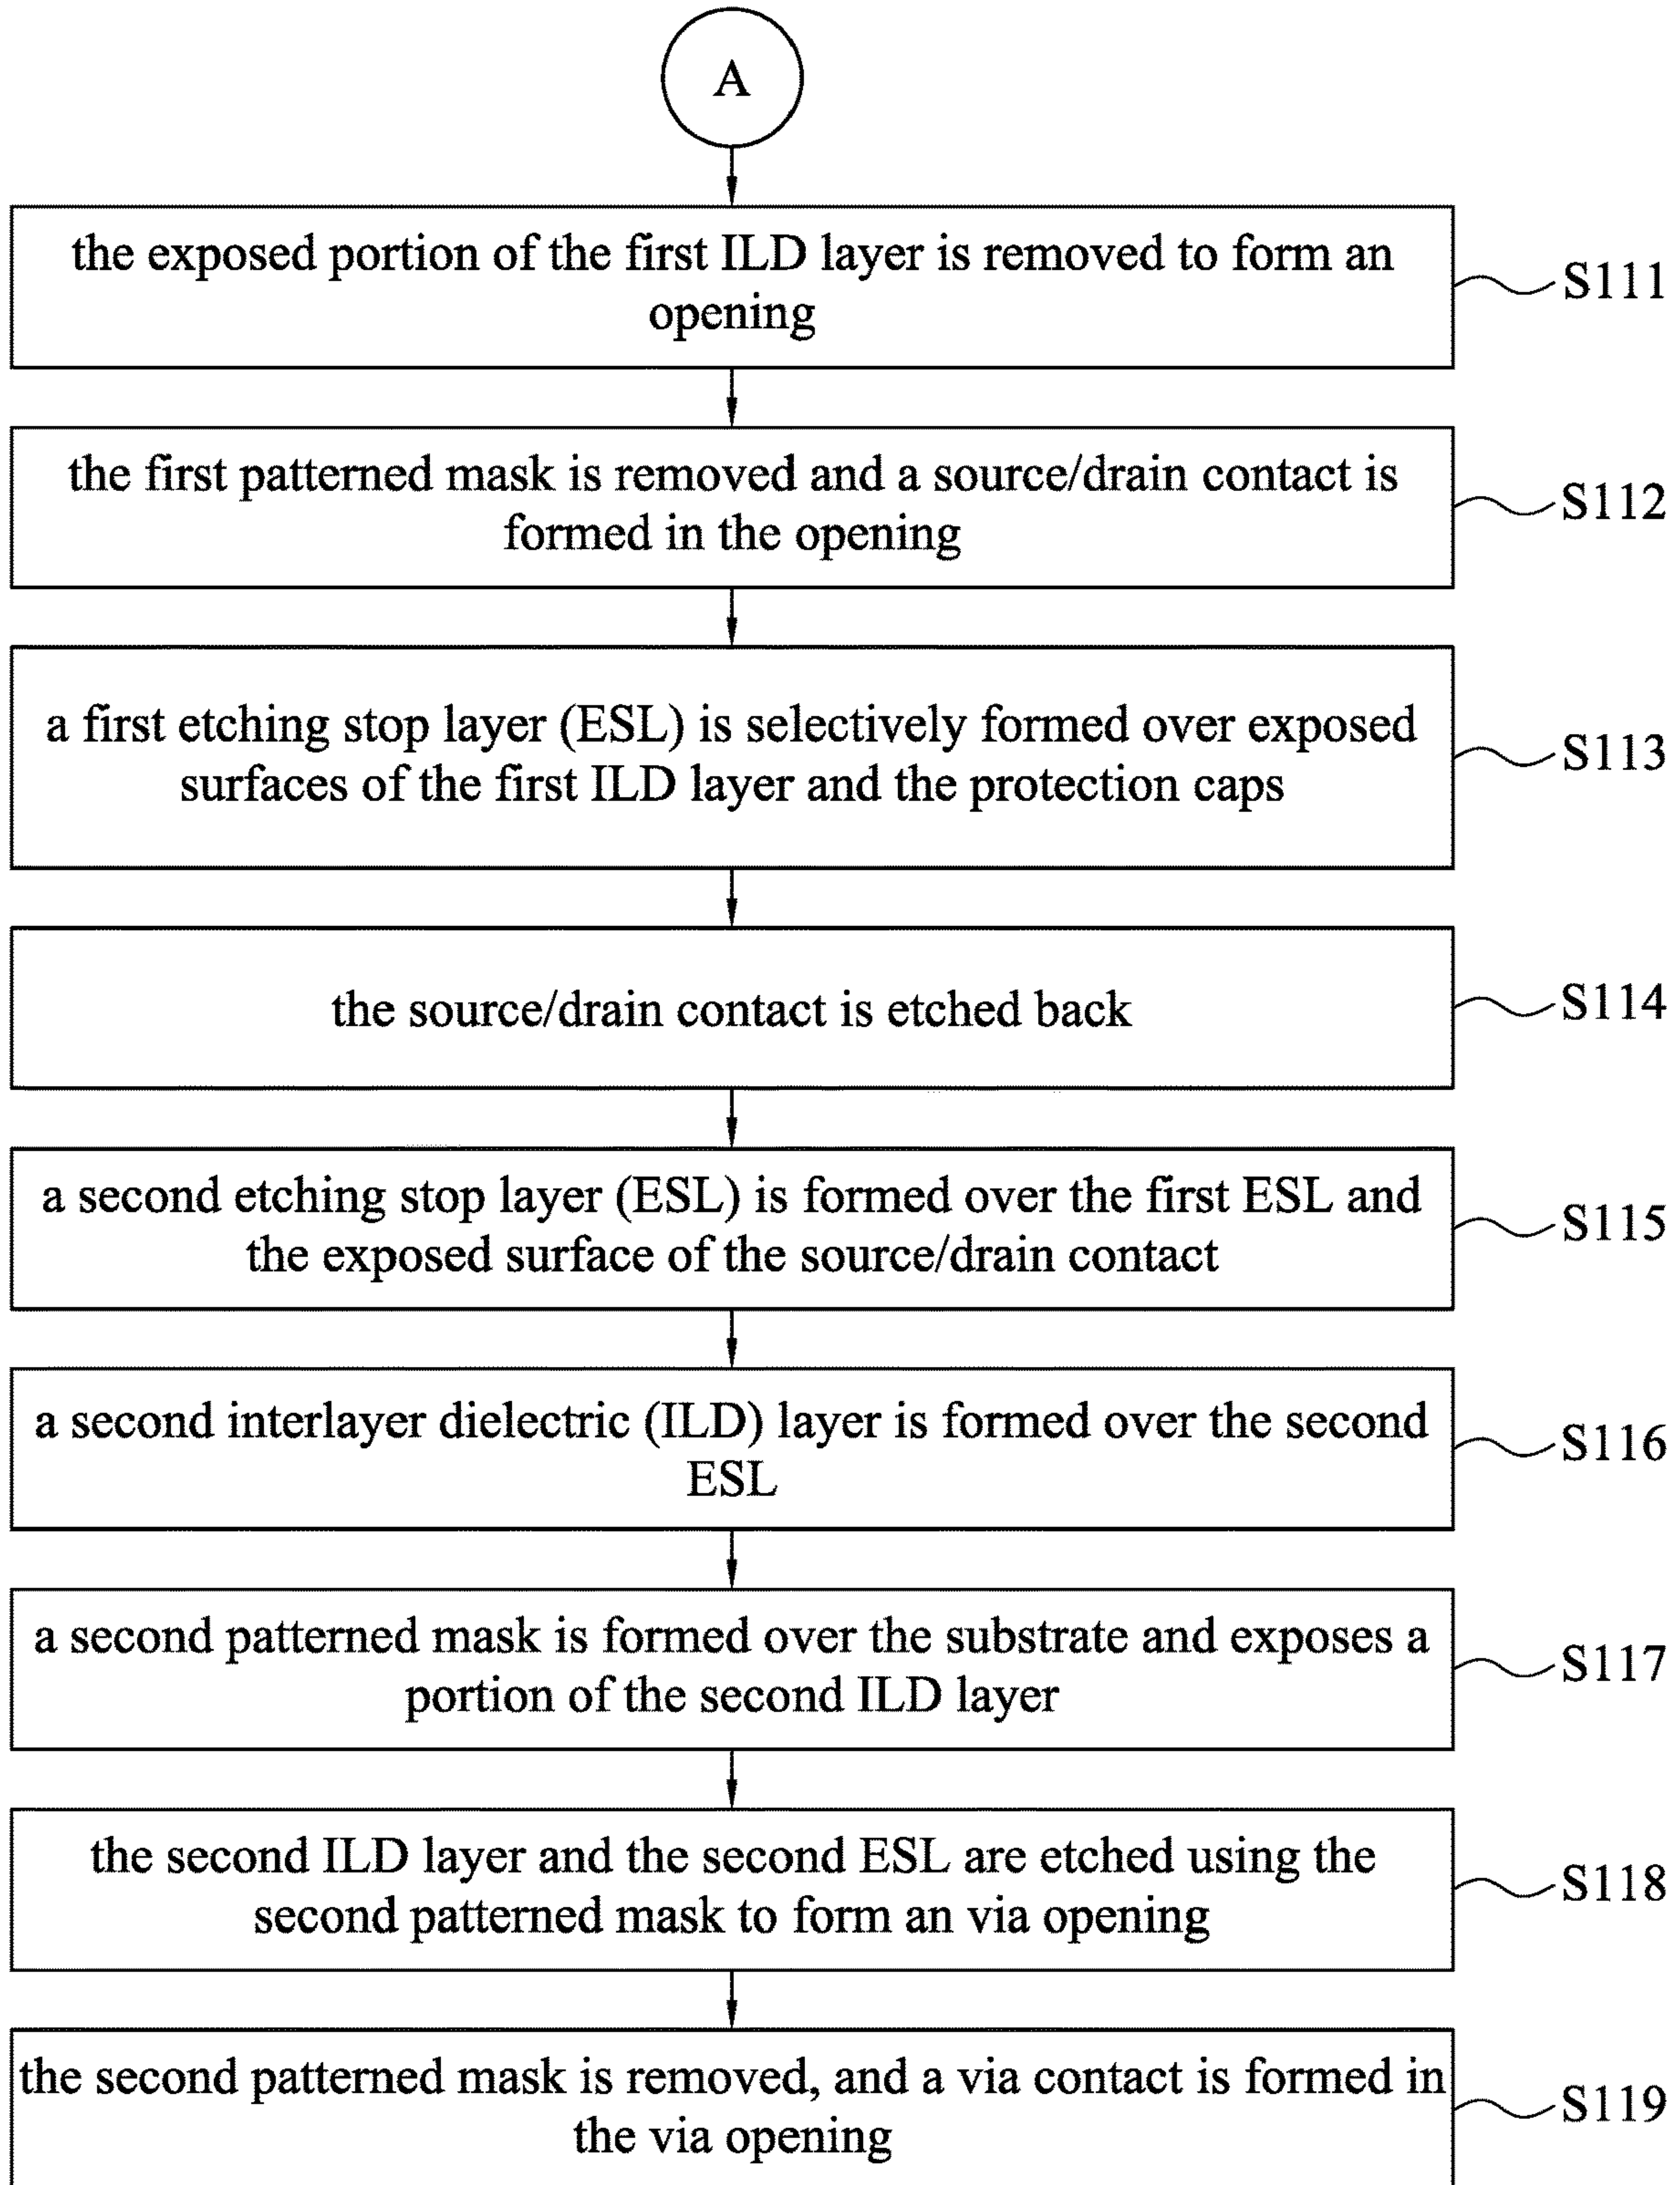 A
the exposed portion of the first ILD layer is removed to form an
opening
S111
the first patterned mask is removed and a source/drain contact is
formed in the opening
S112
a first etching stop layer (ESL) is selectively formed over exposed
surfaces of the first ILD layer and the protection caps
S113
the source/drain contact is etched back
S114
a second etching stop layer (ESL) is formed over the first ESL and
the exposed surface of the source/drain contact
S115
a second interlayer dielectric (ILD) layer is formed over the second
ESL
S116
a second patterned mask is formed over the substrate and exposes a
portion of the second ILD layer
S117
the second ILD layer and the second ESL are etched using the
second patterned mask to form an via opening
S118
the second patterned mask is removed, and a via contact is formed in
the via opening
S119